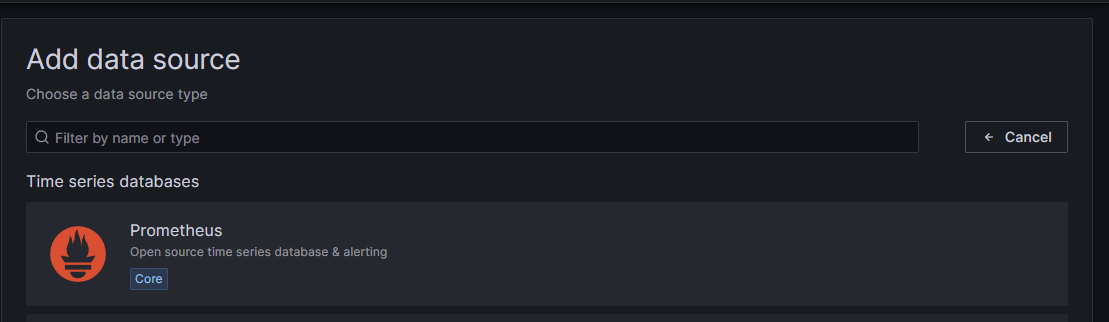 Add data source
Choose a data source type
Filter by name or type
Cancel
Time series databases
Prometheus
Open source time series database & alerting
Core